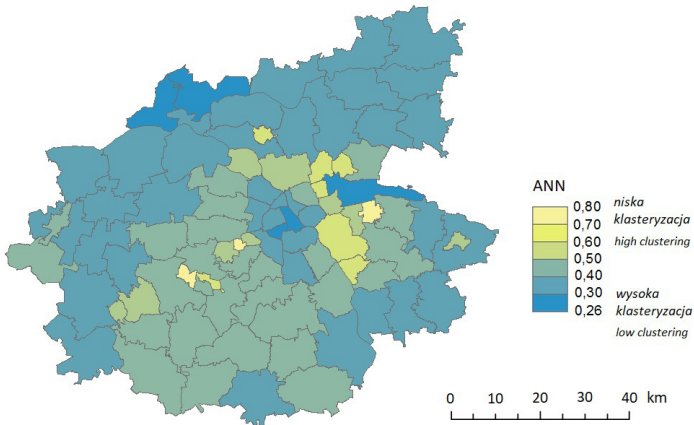 ANN
0,80
0,70
0,60
0,50
0,40
0,30
0,26
niska
klasteryzacja
high clustering
wysoka
klasteryzacja
low clustering
0 10 20 30 40 km